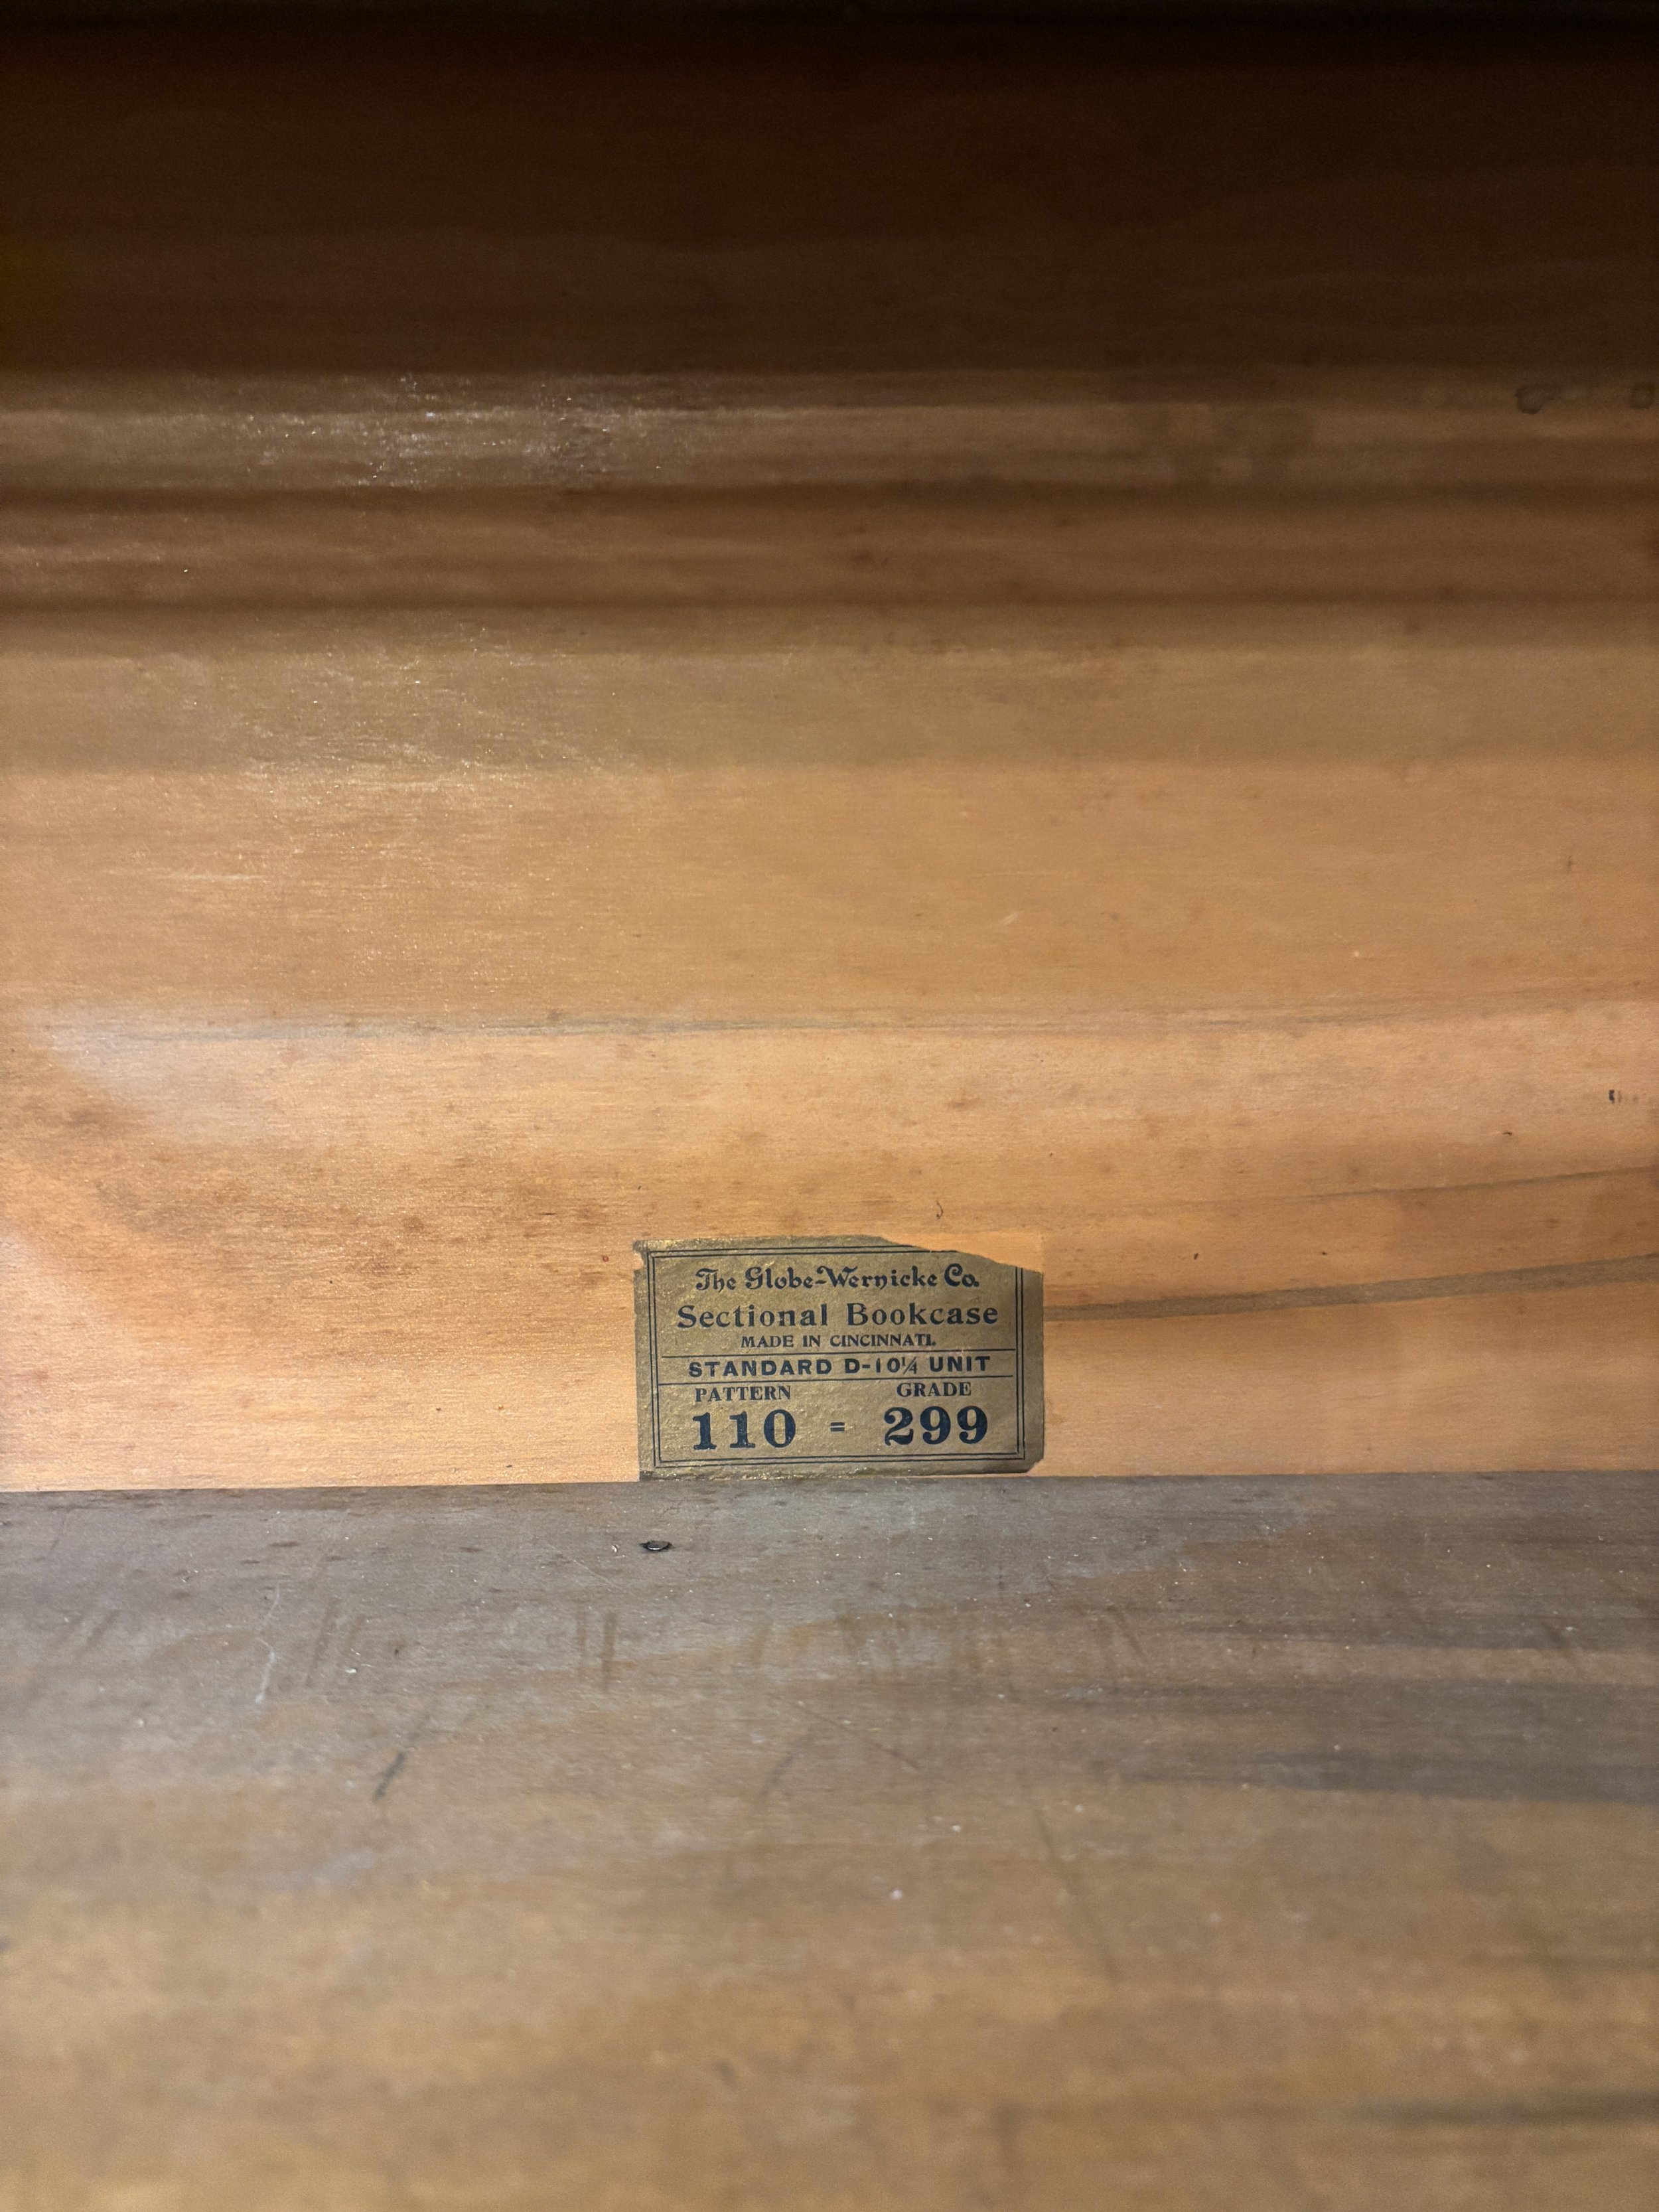 The Globe-Wernicke Co.
Sectional Bookcase
MADE IN CINCINNATI.
STANDARD D-10¼ UNIT
PATTERN GRADE
110 = 299